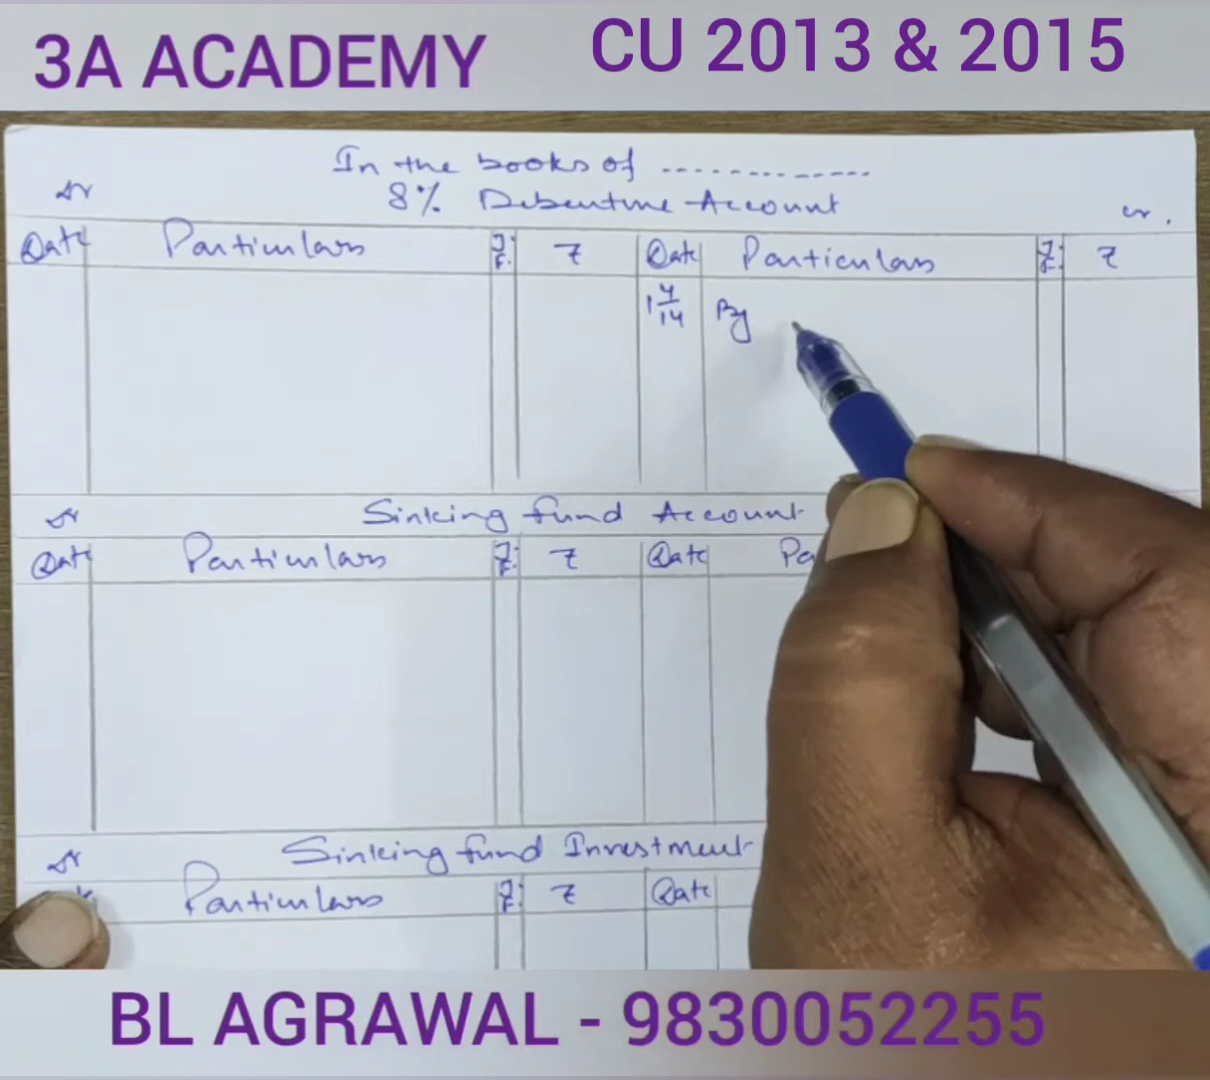 3A ACADEMY CU 2013 & 2015
In the books of .............
Dr 8% Debenture Account Cr.
Date Particulars J.F. ₹ Date Particulars J.F. ₹
1 4/14 By
Dr Sinking fund Account
Date Particulars J.F. ₹ Date Pa
Dr Sinking fund Investment
Particulars J.F. ₹ Date
BL AGRAWAL - 9830052255